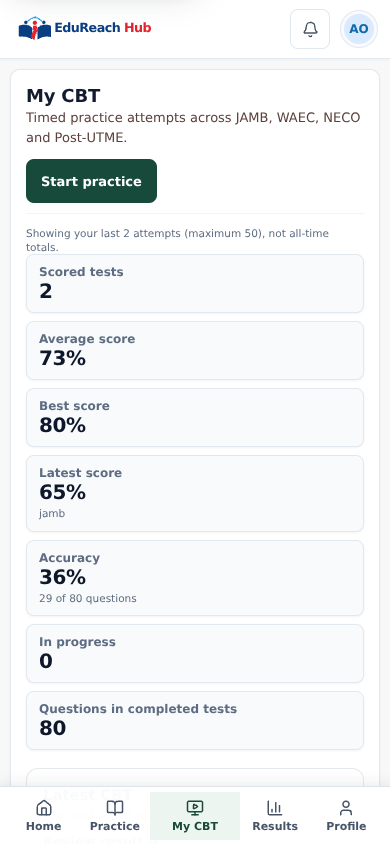 EduReach Hub
AO
My CBT
Timed practice attempts across JAMB, WAEC, NECO
and Post-UTME.
Start practice
Showing your last 2 attempts (maximum 50), not all-time
totals.
Scored tests
2
Average score
73%
Best score
80%
Latest score
65%
jamb
Accuracy
36%
29 of 80 questions
In progress
0
Questions in completed tests
80
Latest CBT
Home
Practice
My CBT
Results
Profile